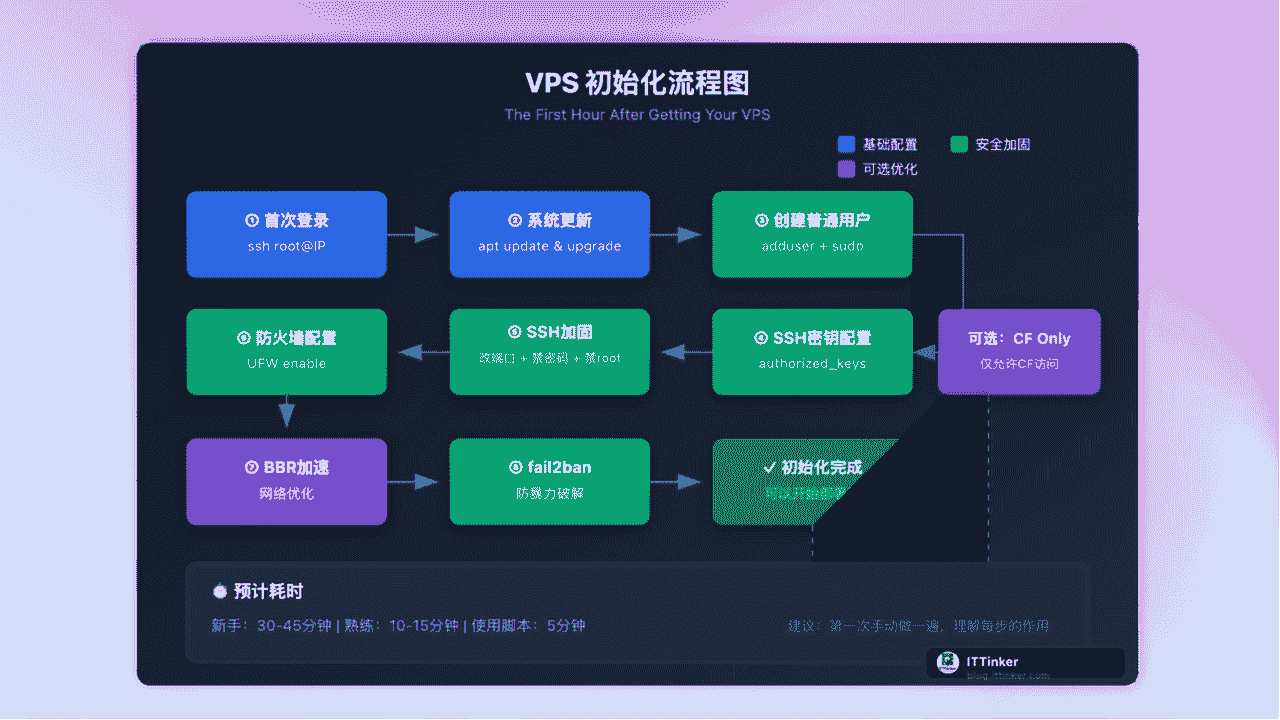 VPS 初始化流程图
The First Hour After Getting Your VPS
基础配置
安全加固
可选优化
① 首次登录
ssh root@IP
② 系统更新
apt update & upgrade
③ 创建普通用户
adduser + sudo
⑥ 防火墙配置
UFW enable
⑤ SSH加固
改端口 + 禁密码 + 禁root
④ SSH密钥配置
authorized_keys
可选：CF Only
仅允许CF访问
⑦ BBR加速
网络优化
⑧ fail2ban
防暴力破解
✓ 初始化完成
可以开始部
⏱ 预计耗时
新手：30-45分钟 | 熟练：10-15分钟 | 使用脚本：5分钟
建议：第一次手动做一遍，理解每步的作用
ITTinker
blog.ittinker.com